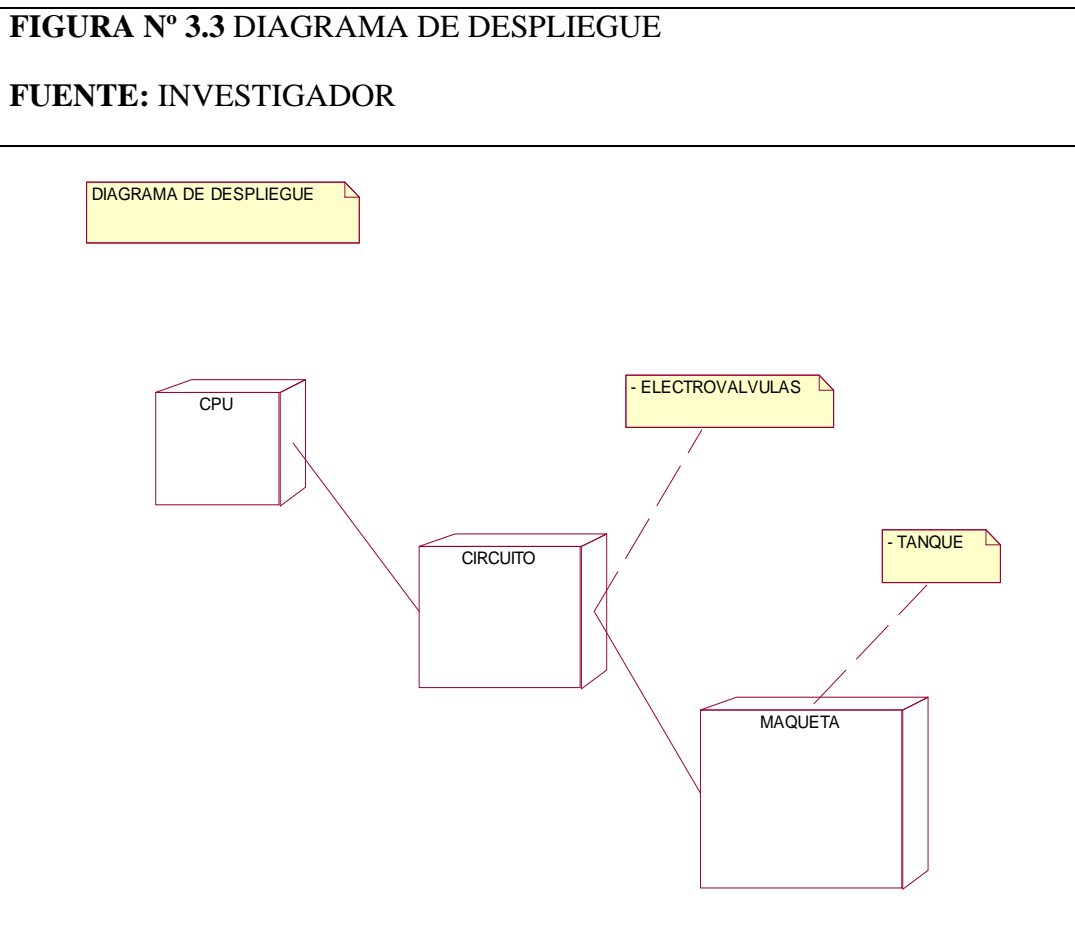 FIGURA Nº 3.3 DIAGRAMA DE DESPLIEGUE
FUENTE: INVESTIGADOR
DIAGRAMA DE DESPLIEGUE
CPU
- ELECTROVALVULAS
CIRCUITO
- TANQUE
MAQUETA